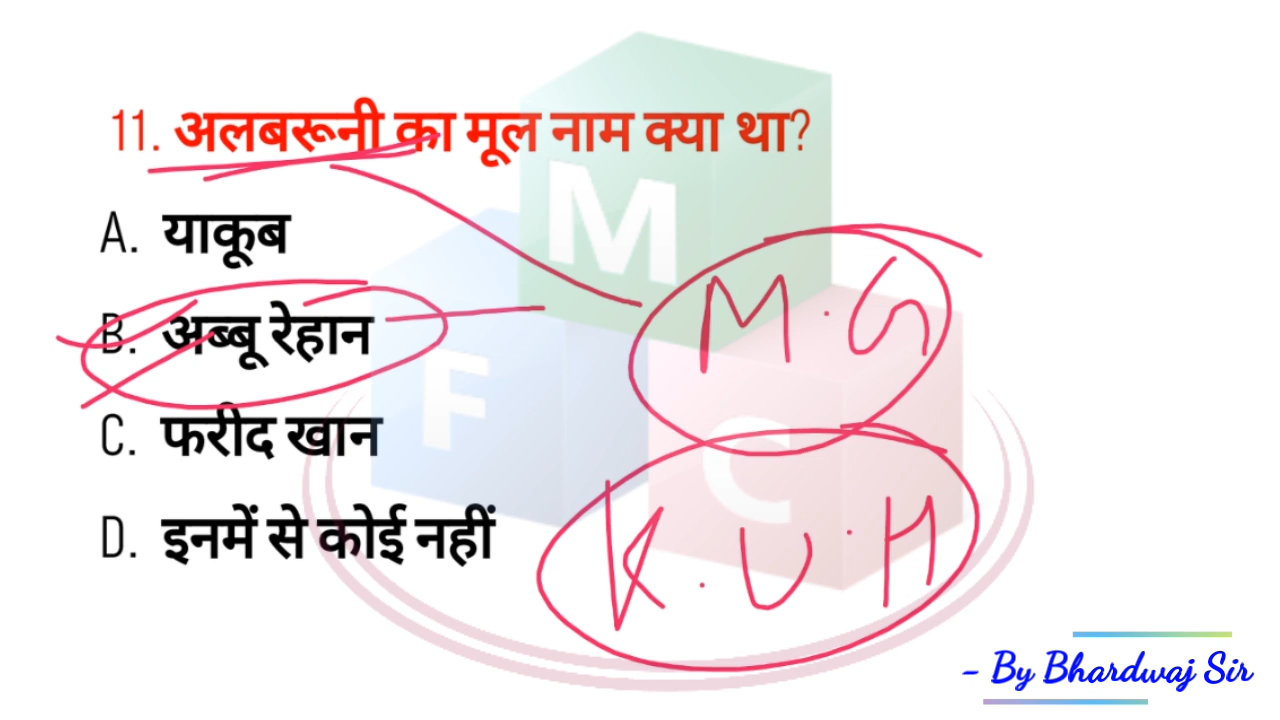 11. अलबरूनी का मूल नाम क्या था?
A. याकूब
B. अब्बू रेहान
C. फरीद खान
D. इनमें से कोई नहीं
M
F
C
M. G
K. U. H
- By Bhardwaj Sir